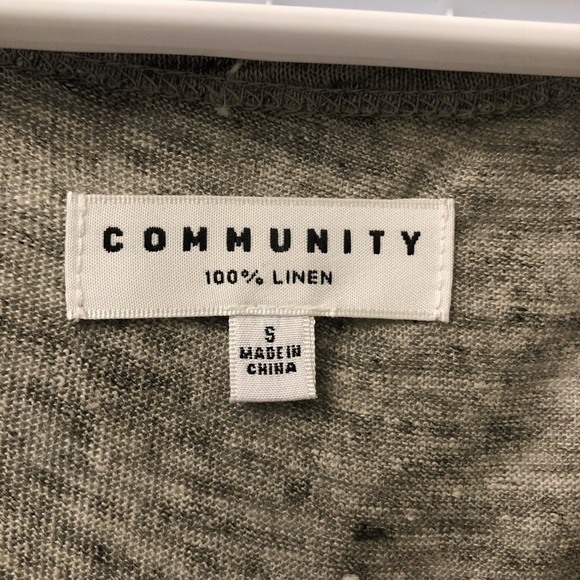 COMMUNITY
100% LINEN
S
MADE IN
CHINA